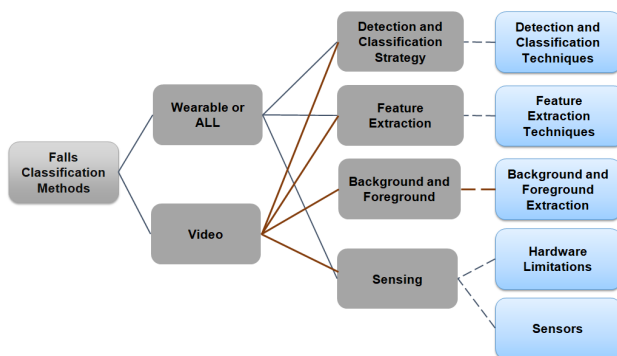 Falls
Classification
Methods
Wearable or
ALL
Video
Detection and
Classification
Strategy
Feature
Extraction
Background and
Foreground
Sensing
Detection and
Classification
Techniques
Feature
Extraction
Techniques
Background and
Foreground
Extraction
Hardware
Limitations
Sensors